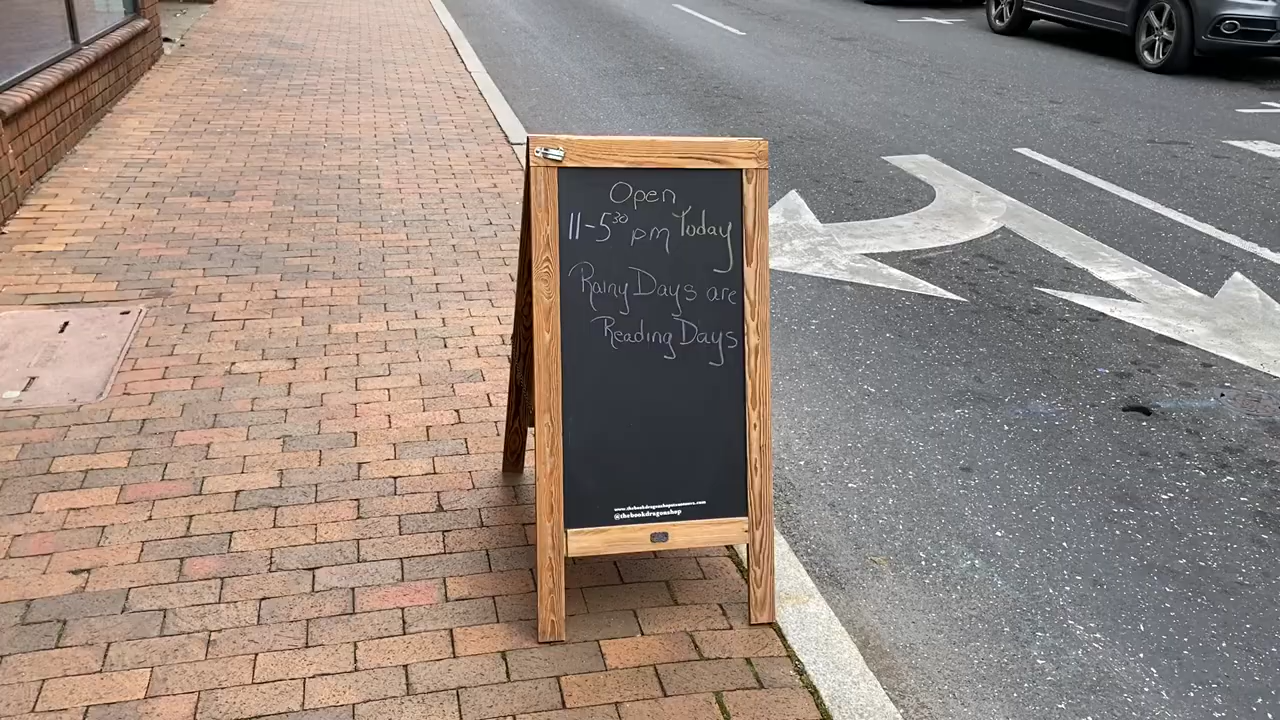 Open
11-5³⁰ pm Today
Rainy Days are
Reading Days
@thebookdragonshop